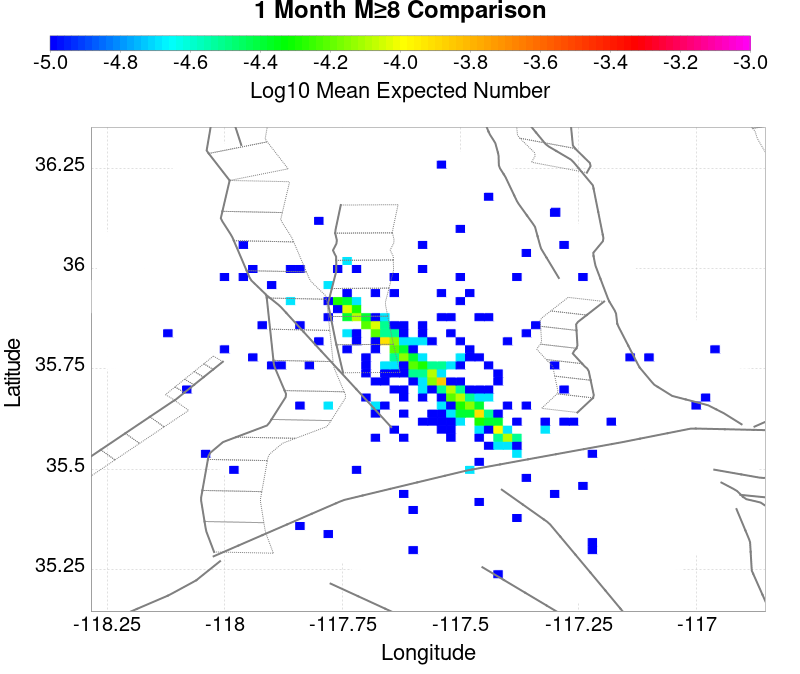 1 Month M≥8 Comparison
-5.0 -4.8 -4.6 -4.4 -4.2 -4.0 -3.8 -3.6 -3.4 -3.2 -3.0
Log10 Mean Expected Number
36.25
36
35.75
35.5
35.25
Latitude
-118.25 -118 -117.75 -117.5 -117.25 -117
Longitude